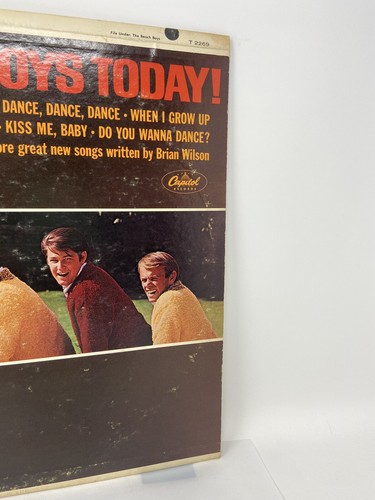 File Under: The Beach Boys
T 2269
OYS TODAY!
DANCE, DANCE, DANCE • WHEN I GROW UP
• KISS ME, BABY • DO YOU WANNA DANCE?
ore great new songs written by Brian Wilson
Capitol
RECORDS